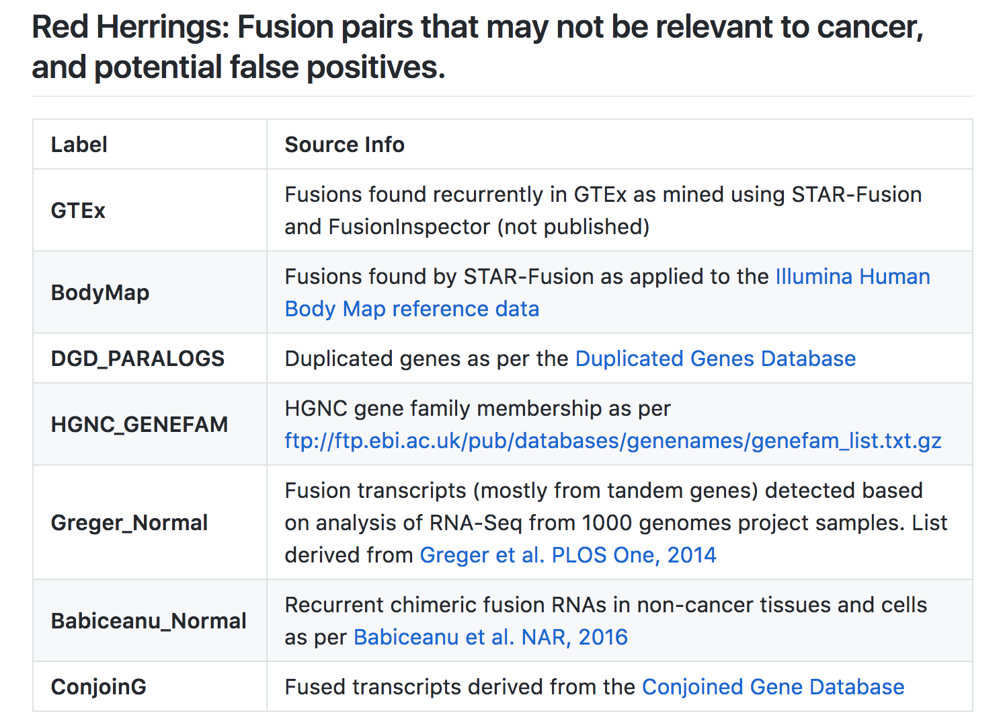 Red Herrings: Fusion pairs that may not be relevant to cancer,
and potential false positives.
Label
Source Info
GTEx
Fusions found recurrently in GTEx as mined using STAR-Fusion
and FusionInspector (not published)
BodyMap
Fusions found by STAR-Fusion as applied to the Illumina Human
Body Map reference data
DGD_PARALOGS
Duplicated genes as per the Duplicated Genes Database
HGNC_GENEFAM
HGNC gene family membership as per
ftp://ftp.ebi.ac.uk/pub/databases/genenames/genefam_list.txt.gz
Greger_Normal
Fusion transcripts (mostly from tandem genes) detected based
on analysis of RNA-Seq from 1000 genomes project samples. List
derived from Greger et al. PLOS One, 2014
Babiceanu_Normal
Recurrent chimeric fusion RNAs in non-cancer tissues and cells
as per Babiceanu et al. NAR, 2016
ConjoinG
Fused transcripts derived from the Conjoined Gene Database